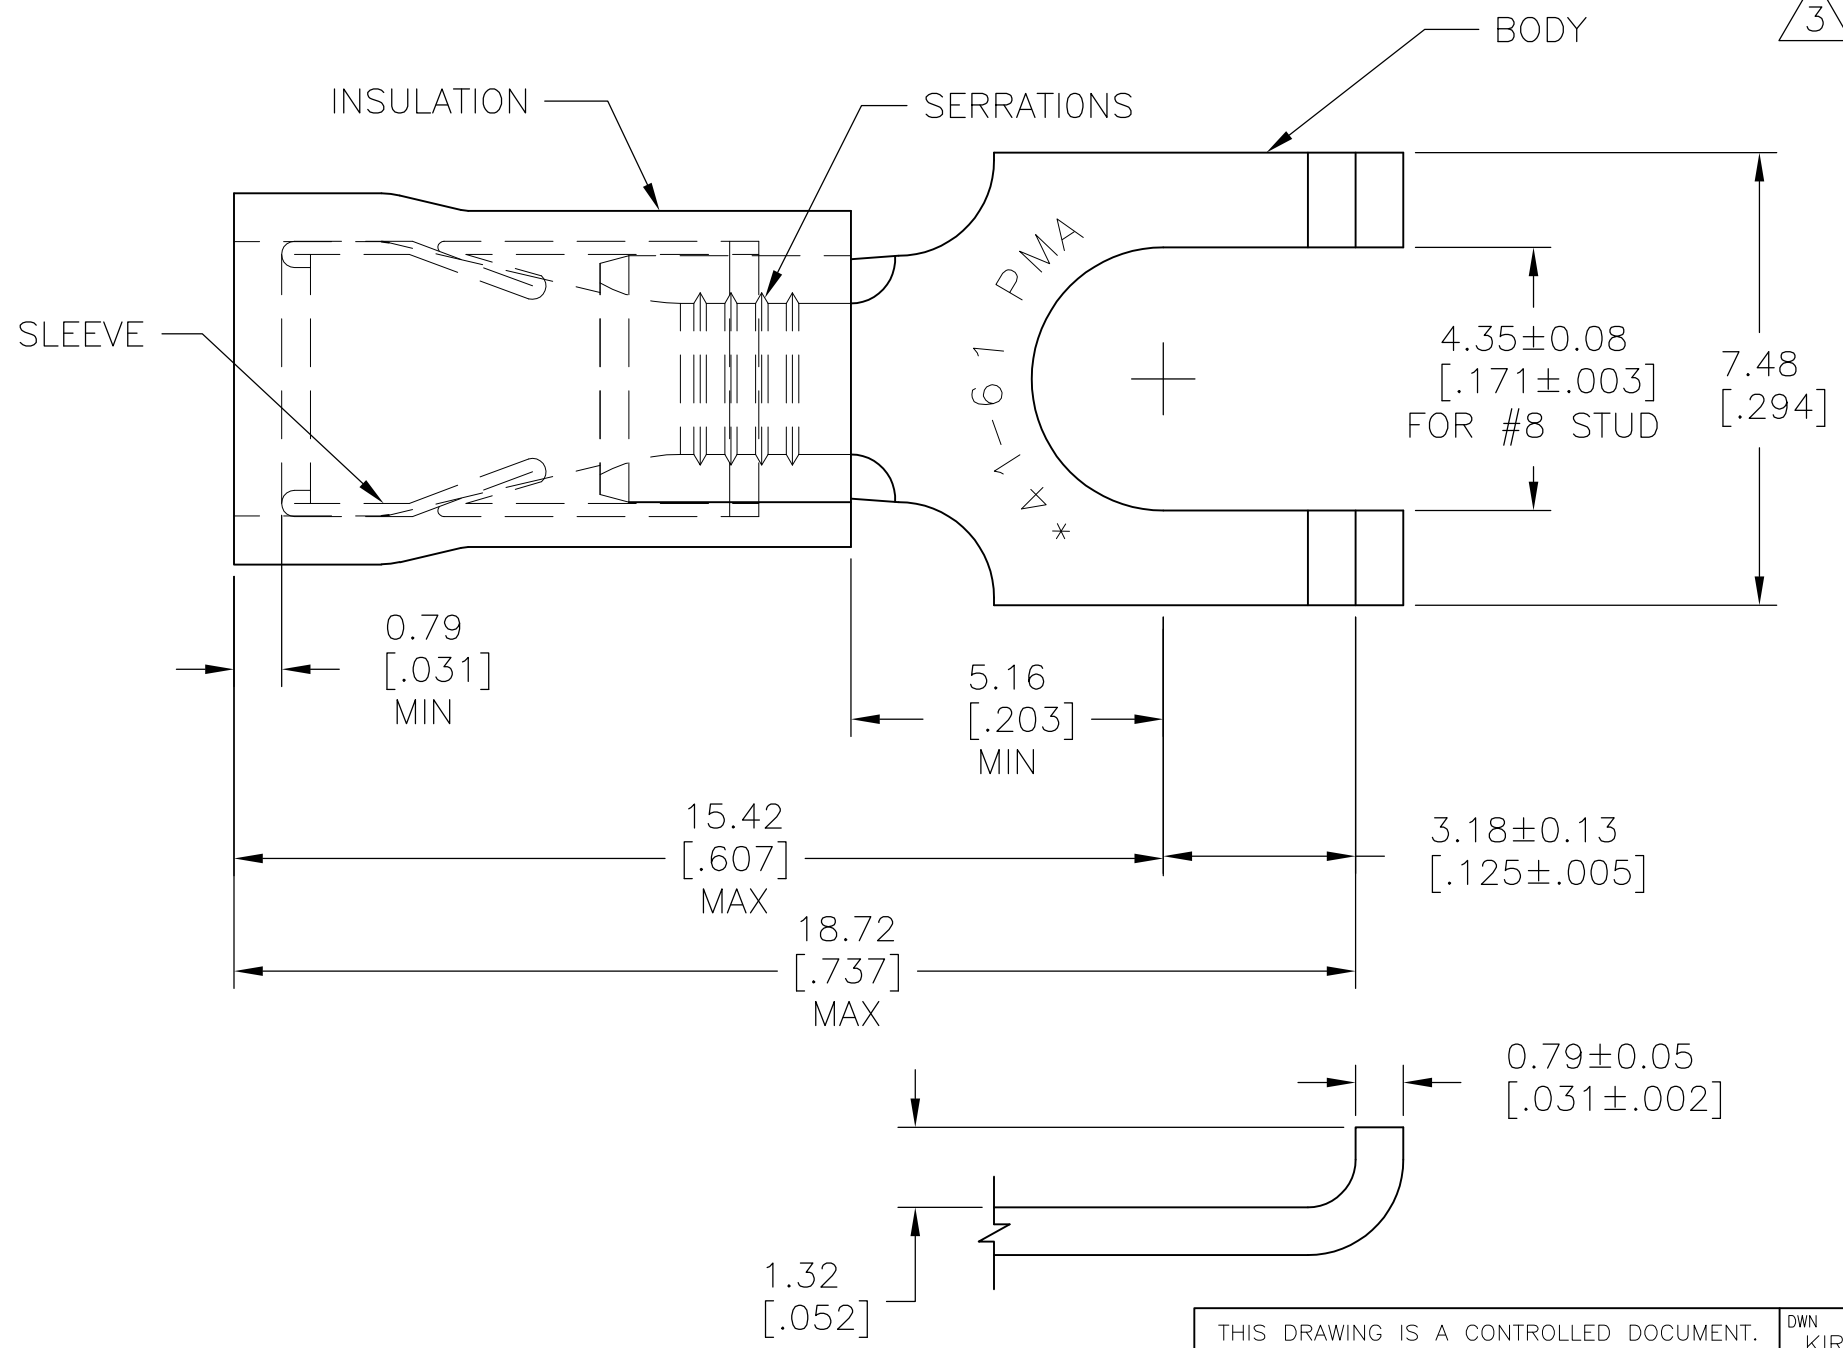 3
BODY
INSULATION
SERRATIONS
SLEEVE
* 41-61 PMA
4.35±0.08
[.171±.003]
FOR #8 STUD
7.48
[.294]
0.79
[.031]
MIN
5.16
[.203]
MIN
15.42
[.607]
MAX
3.18±0.13
[.125±.005]
18.72
[.737]
MAX
0.79±0.05
[.031±.002]
1.32
[.052]
THIS DRAWING IS A CONTROLLED DOCUMENT.
DWN
KIR